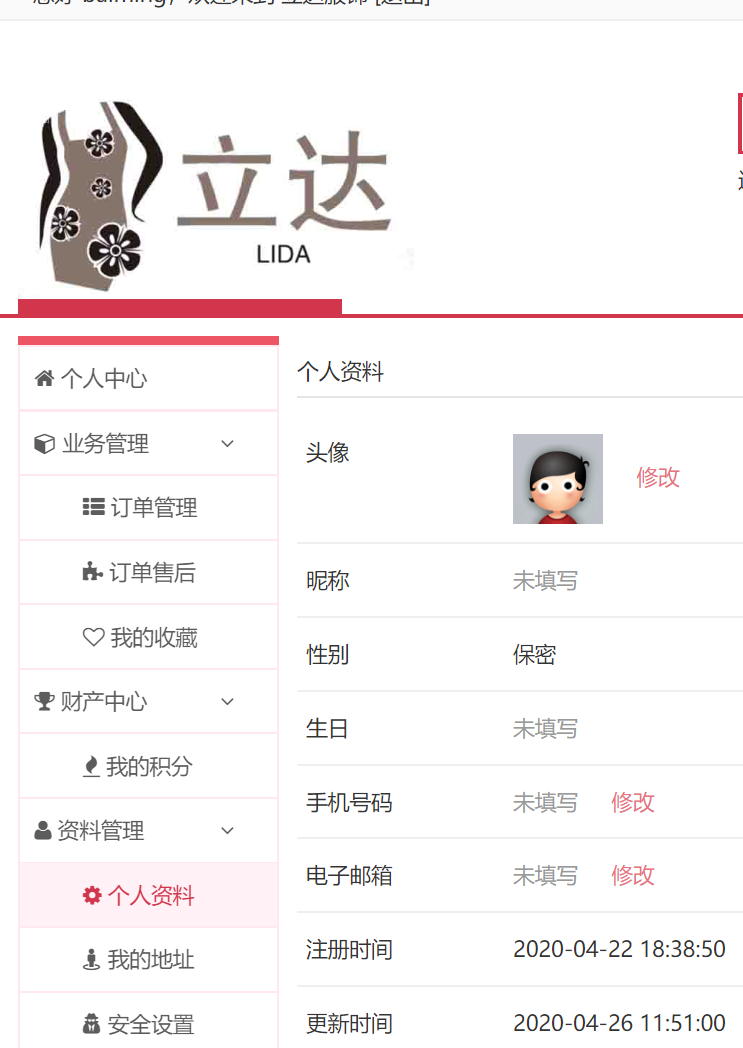 立达
LIDA
个人中心
业务管理
订单管理
订单售后
我的收藏
财产中心
我的积分
资料管理
个人资料
我的地址
安全设置
个人资料
头像 修改
昵称 未填写
性别 保密
生日 未填写
手机号码 未填写 修改
电子邮箱 未填写 修改
注册时间 2020-04-22 18:38:50
更新时间 2020-04-26 11:51:00